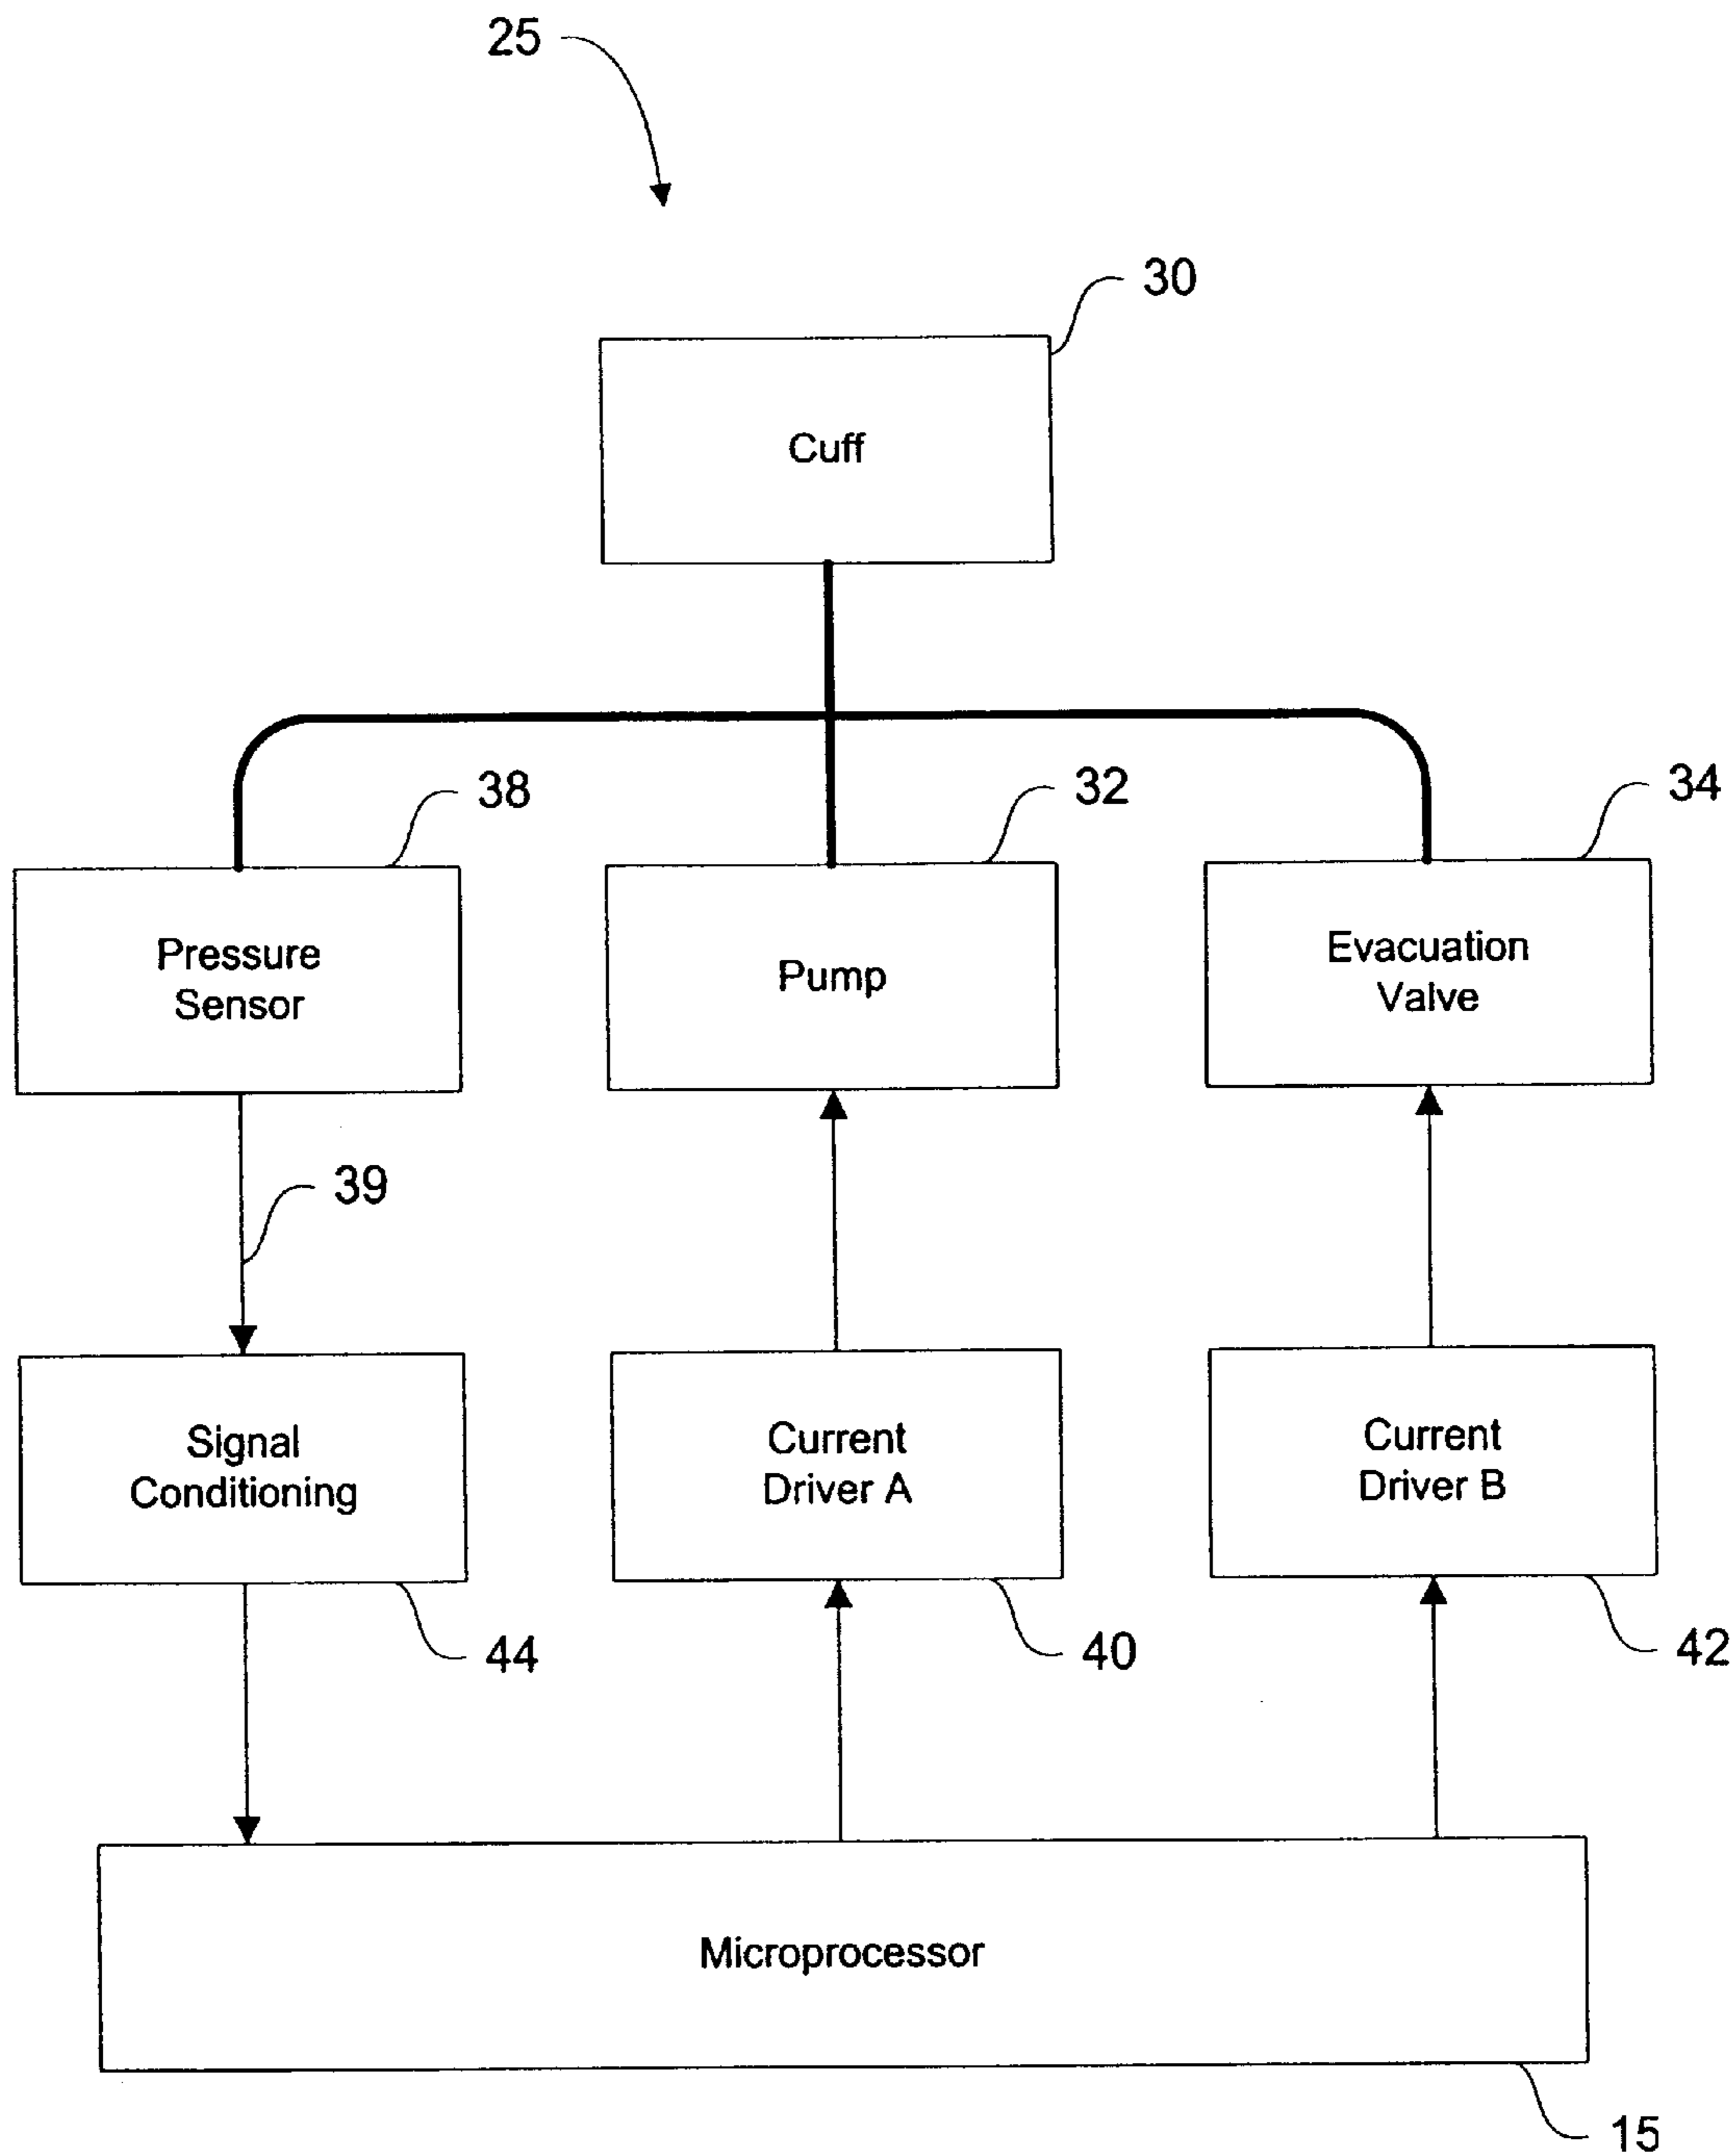 25
30
Cuff
38
32
34
Pressure
Sensor
Pump
Evacuation
Valve
39
Signal
Conditioning
Current
Driver A
Current
Driver B
44
40
42
Microprocessor
15